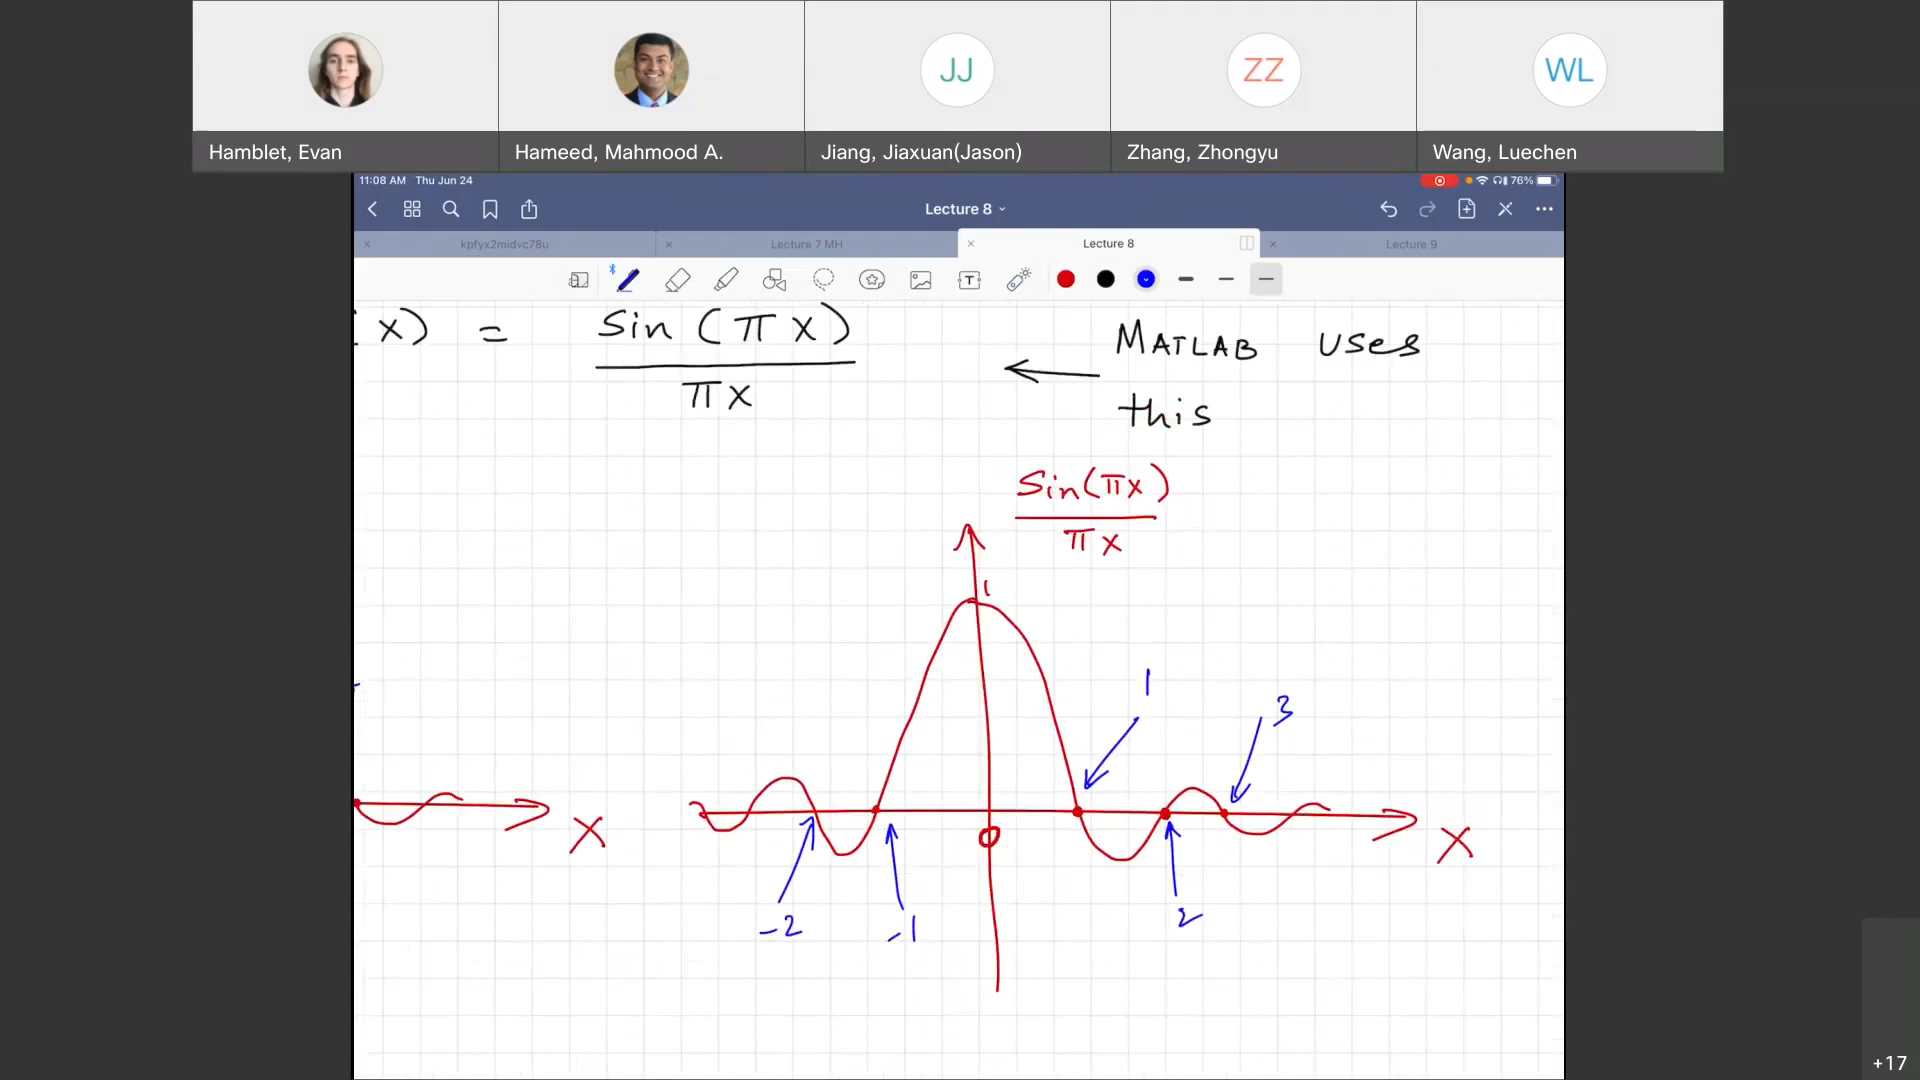 JJ
ZZ
WL
Hamblet, Evan
Hameed, Mahmood A.
Jiang, Jiaxuan(Jason)
Zhang, Zhongyu
Wang, Luechen
11:08 AM Thu Jun 24
76%
Lecture 8
kpfyx2midvc78u
Lecture 7 MH
Lecture 8
Lecture 9
x) = Sin (πx)
πx
MATLAB uses
this
Sin(πx)
πx
1
1
3
0
x
x
-2
-1
2
+17